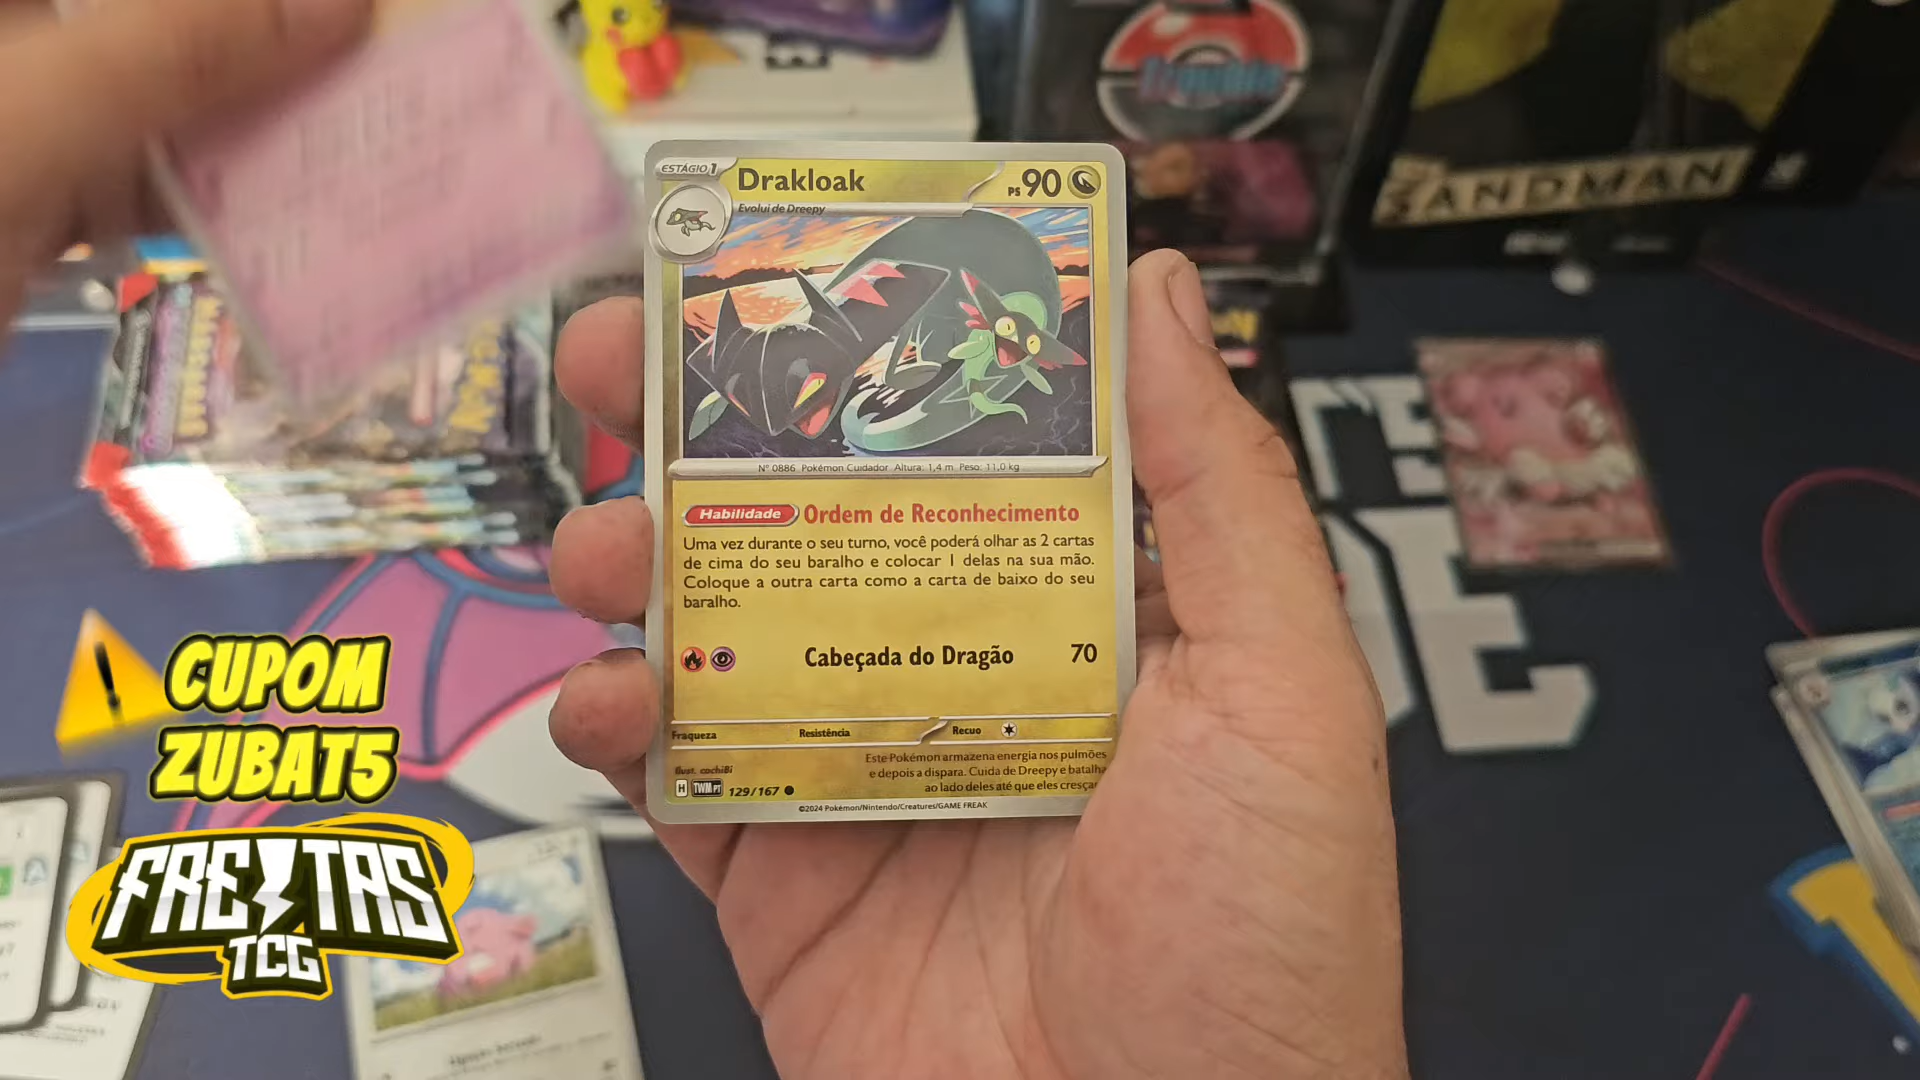 Trouble
SANDMAN
ESTÁGIO 1
Drakloak
PS 90
Evolui de Dreepy
Nº 0886 Pokémon Cuidador Altura: 1,4 m Peso: 11,0 kg
Habilidade Ordem de Reconhecimento
Uma vez durante o seu turno, você poderá olhar as 2 cartas
de cima do seu baralho e colocar 1 delas na sua mão.
Coloque a outra carta como a carta de baixo do seu
baralho.
Cabeçada do Dragão 70
Fraqueza Resistência Recuo
Este Pokémon armazena energia nos pulmões
e depois a dispara. Cuida de Dreepy e batalha
ao lado deles até que eles cresçam
Ilust. cochi8i
H TWM PT 129/167
©2024 Pokémon/Nintendo/Creatures/GAME FREAK
CUPOM
ZUBAT5
FREITAS
TCG